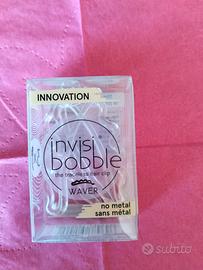 INNOVATION
invisi
bobble
the traceless hair clip
WAVER
no metal
sans métal
subito